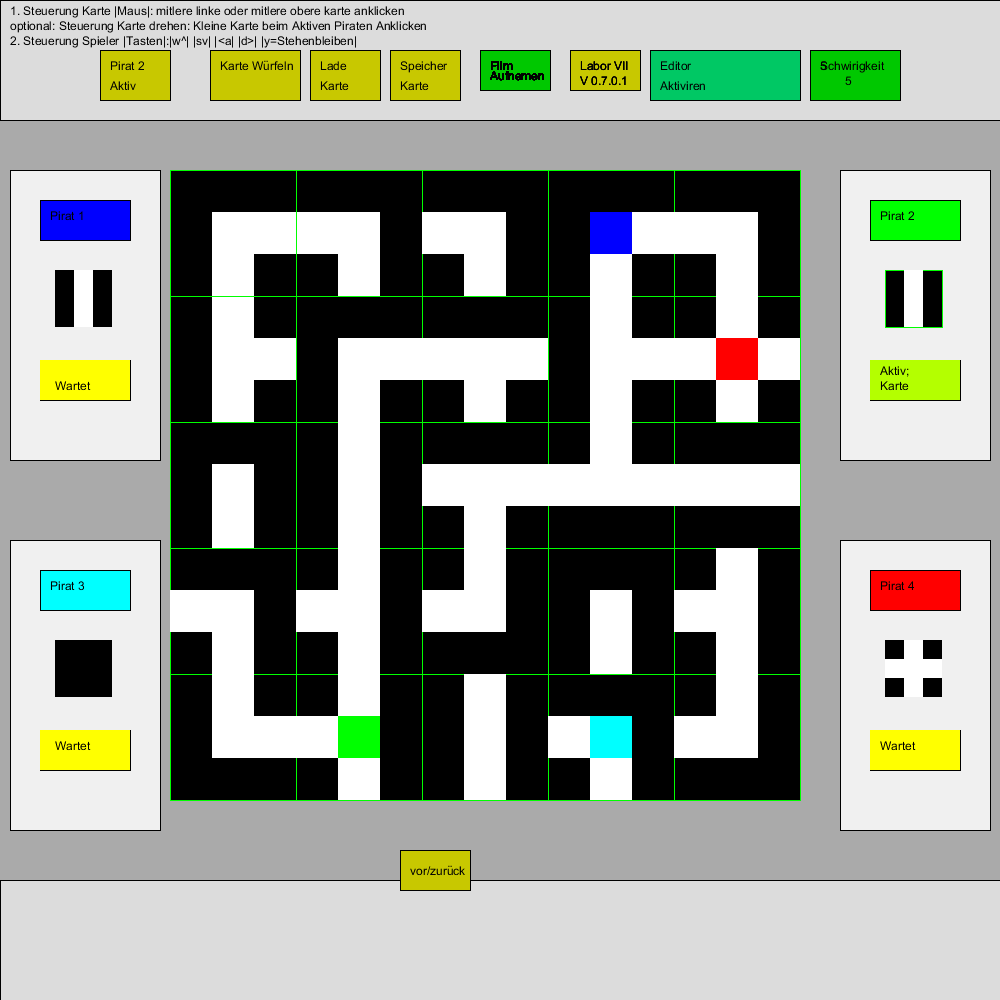 1. Steuerung Karte |Maus|: mitlere linke oder mitlere obere karte anklicken
optional: Steuerung Karte drehen: Kleine Karte beim Aktiven Piraten Anklicken
2. Steuerung Spieler |Tasten|:|w^| |sv| |<a| |d>| |y=Stehenbleiben|
Pirat 2
Aktiv
Karte Würfeln
Lade
Karte
Speicher
Karte
Film
Aufnemen
Labor VII
V 0.7.0.1
Editor
Aktiviren
Schwirigkeit
5
Pirat 1
Wartet
Pirat 2
Aktiv;
Karte
Pirat 3
Wartet
Pirat 4
Wartet
vor/zurück